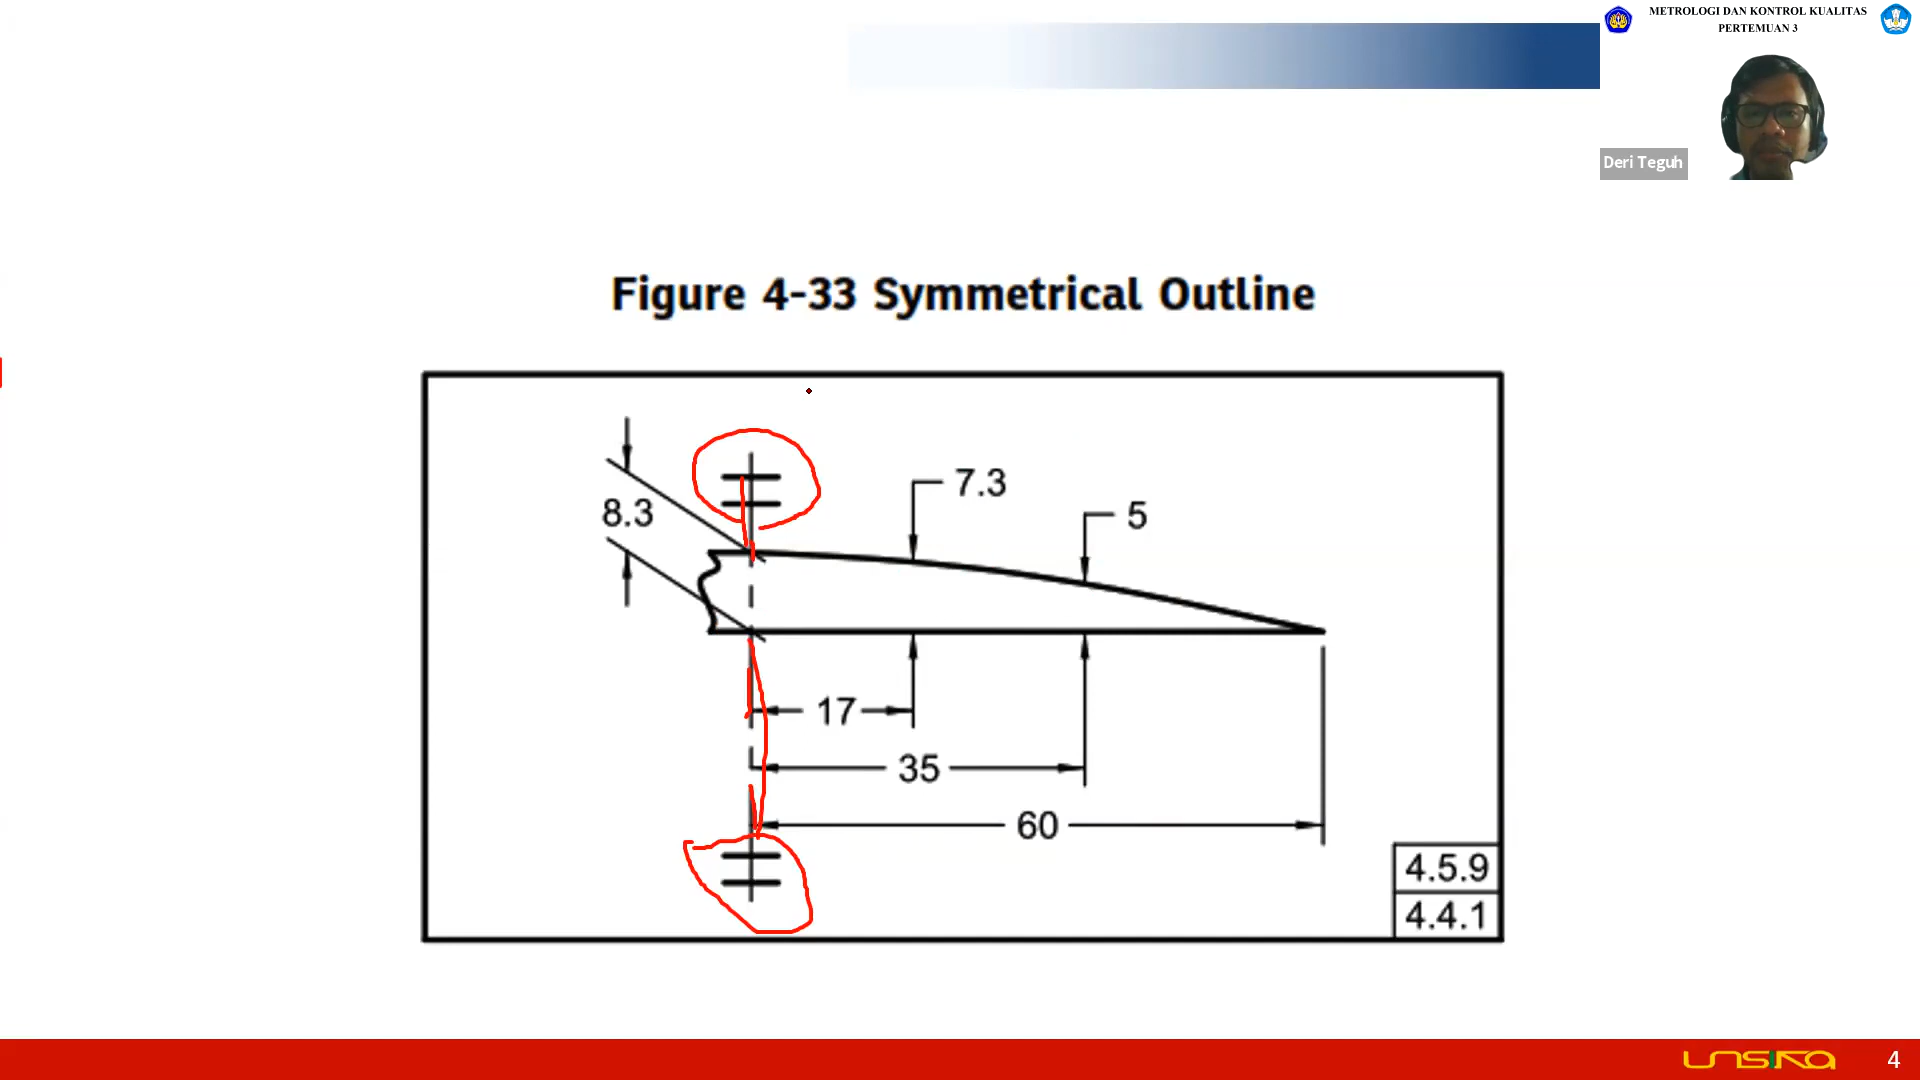 METROLOGI DAN KONTROL KUALITAS
PERTEMUAN 3
Deri Teguh
Figure 4-33 Symmetrical Outline
8.3
7.3
5
17
35
60
4.5.9
4.4.1
UNSIKA
4